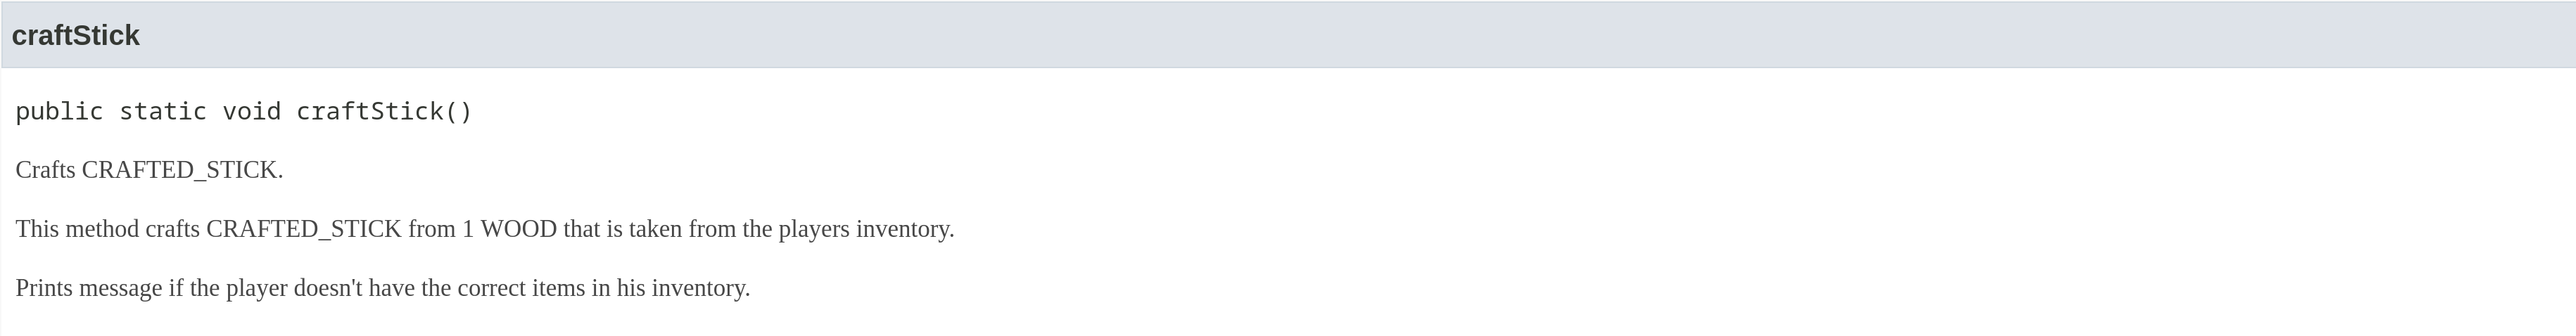 craftStick
public static void craftStick()
Crafts CRAFTED_STICK.
This method crafts CRAFTED_STICK from 1 WOOD that is taken from the players inventory.
Prints message if the player doesn't have the correct items in his inventory.